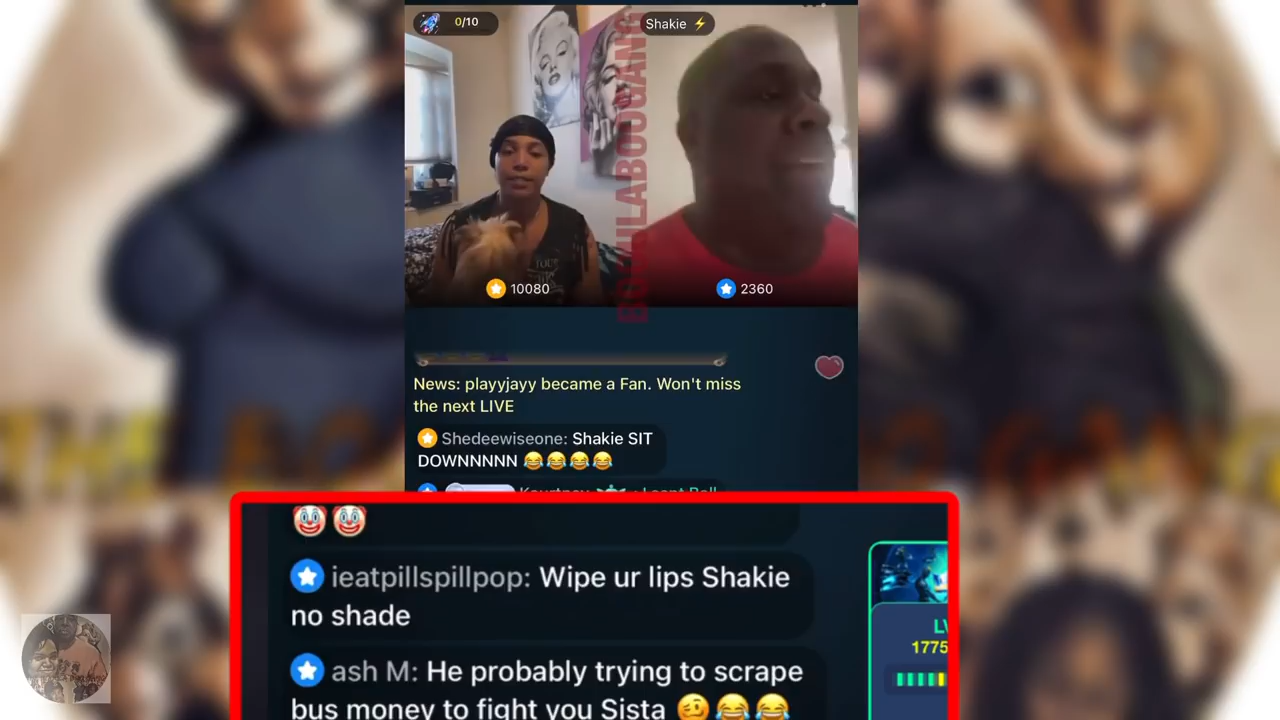 0/10
Shakie ⚡
BGKULABOOGANG
10080
2360
News: playyjayy became a Fan. Won't miss
the next LIVE
Shedeewiseone: Shakie SIT
DOWNNNNN 😂😂😂😂
🤡🤡
ieatpillspillpop: Wipe ur lips Shakie
no shade
ash M: He probably trying to scrape
bus money to fight you Sista 🥴😂😂
LV
1775